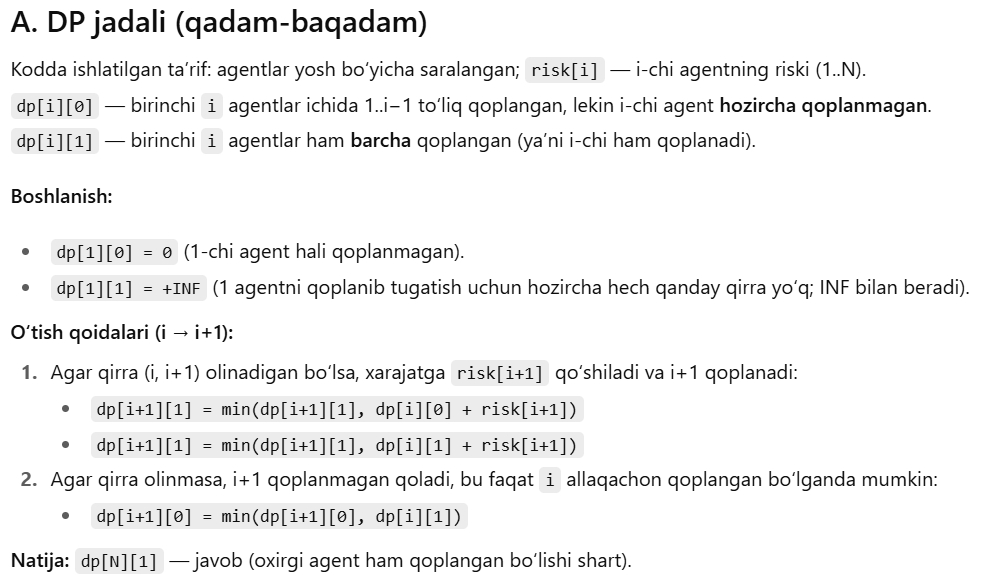 A. DP jadali (qadam-baqadam)
Kodda ishlatilgan ta’rif: agentlar yosh bo‘yicha saralangan; risk[i] — i-chi agentning riski (1..N).
dp[i][0] — birinchi i agentlar ichida 1..i−1 to‘liq qoplangan, lekin i-chi agent hozircha qoplanmagan.
dp[i][1] — birinchi i agentlar ham barcha qoplangan (ya’ni i-chi ham qoplanadi).
Boshlanish:
• dp[1][0] = 0 (1-chi agent hali qoplanmagan).
• dp[1][1] = +INF (1 agentni qoplanib tugatish uchun hozircha hech qanday qirra yo‘q; INF bilan beradi).
O‘tish qoidalari (i → i+1):
1. Agar qirra (i, i+1) olinadigan bo‘lsa, xarajatga risk[i+1] qo‘shiladi va i+1 qoplanadi:
• dp[i+1][1] = min(dp[i+1][1], dp[i][0] + risk[i+1])
• dp[i+1][1] = min(dp[i+1][1], dp[i][1] + risk[i+1])
2. Agar qirra olinmasa, i+1 qoplanmagan qoladi, bu faqat i allaqachon qoplangan bo‘lganda mumkin:
• dp[i+1][0] = min(dp[i+1][0], dp[i][1])
Natija: dp[N][1] — javob (oxirgi agent ham qoplangan bo‘lishi shart).